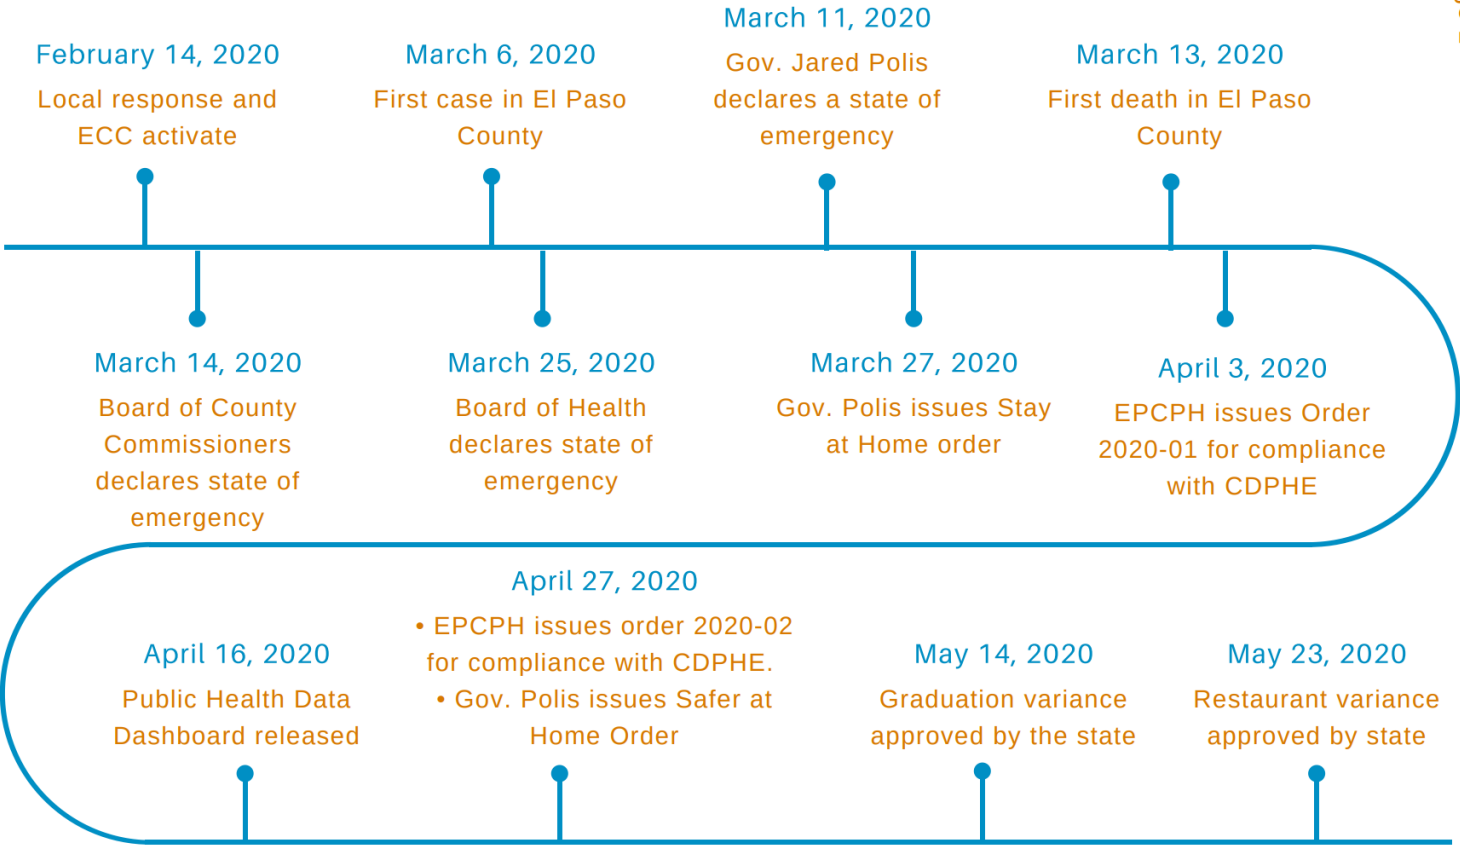 February 14, 2020
Local response and
ECC activate
March 6, 2020
First case in El Paso
County
March 11, 2020
Gov. Jared Polis
declares a state of
emergency
March 13, 2020
First death in El Paso
County
March 14, 2020
Board of County
Commissioners
declares state of
emergency
March 25, 2020
Board of Health
declares state of
emergency
March 27, 2020
Gov. Polis issues Stay
at Home order
April 3, 2020
EPCPH issues Order
2020-01 for compliance
with CDPHE
April 16, 2020
Public Health Data
Dashboard released
April 27, 2020
• EPCPH issues order 2020-02
for compliance with CDPHE.
• Gov. Polis issues Safer at
Home Order
May 14, 2020
Graduation variance
approved by the state
May 23, 2020
Restaurant variance
approved by state